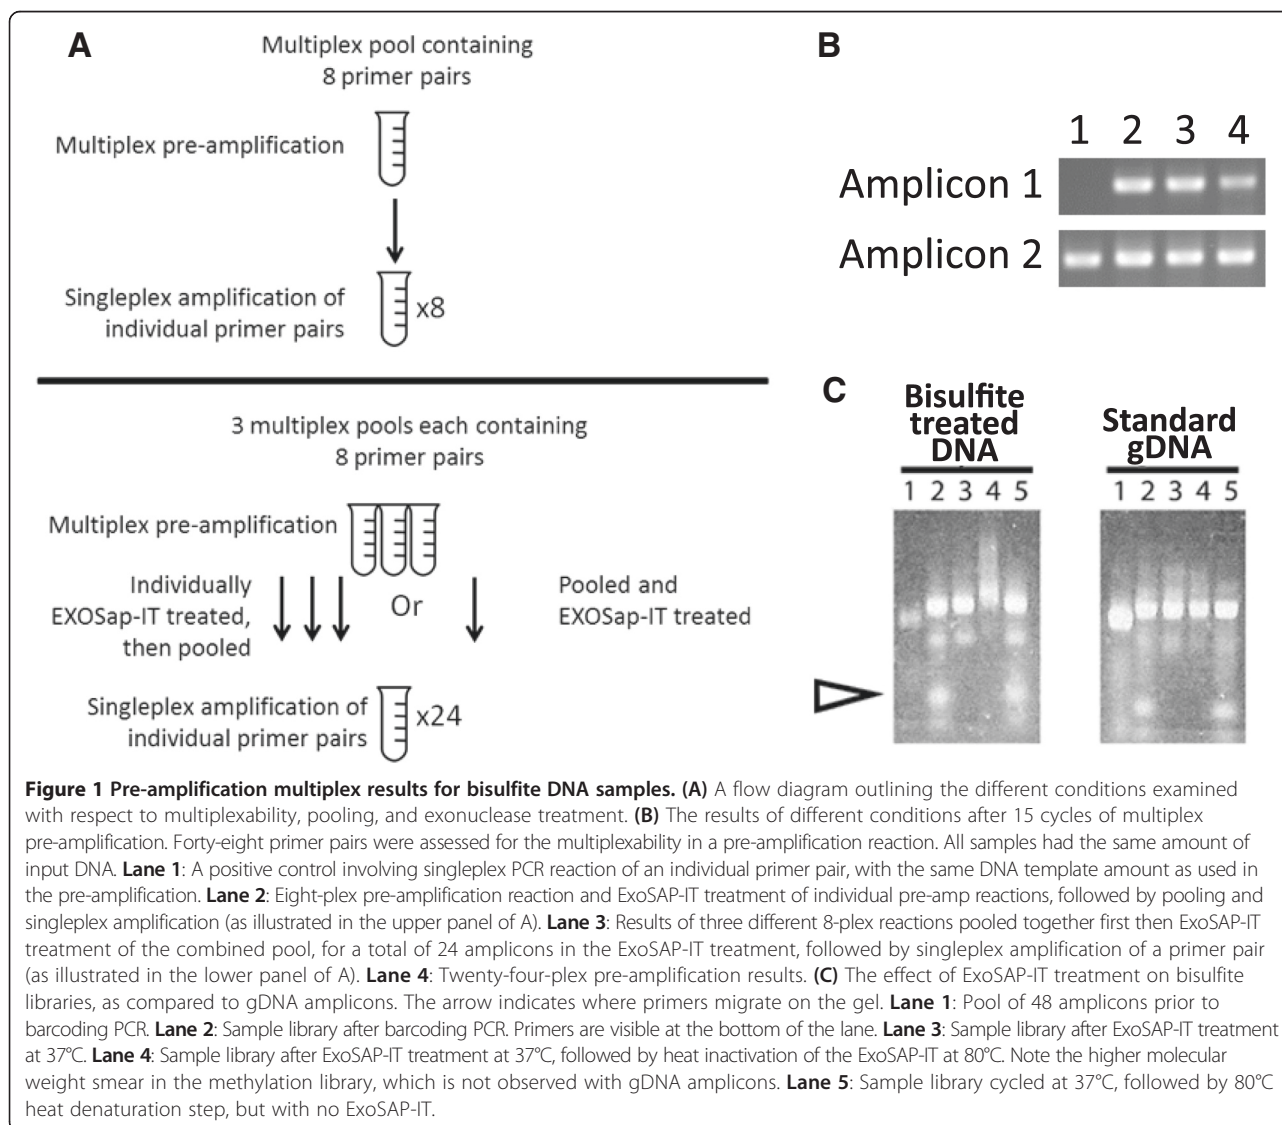 A
Multiplex pool containing
8 primer pairs
Multiplex pre-amplification
Singleplex amplification of
individual primer pairs
x8
3 multiplex pools each containing
8 primer pairs
Multiplex pre-amplification
Individually
EXOSap-IT treated,
then pooled
Or
Pooled and
EXOSap-IT treated
Singleplex amplification of
individual primer pairs
x24
B
1 2 3 4
Amplicon 1
Amplicon 2
C
Bisulfite
treated
DNA
1 2 3 4 5
Standard
gDNA
1 2 3 4 5
Figure 1 Pre-amplification multiplex results for bisulfite DNA samples. (A) A flow diagram outlining the different conditions examined
with respect to multiplexability, pooling, and exonuclease treatment. (B) The results of different conditions after 15 cycles of multiplex
pre-amplification. Forty-eight primer pairs were assessed for the multiplexability in a pre-amplification reaction. All samples had the same amount of
input DNA. Lane 1: A positive control involving singleplex PCR reaction of an individual primer pair, with the same DNA template amount as used in
the pre-amplification. Lane 2: Eight-plex pre-amplification reaction and ExoSAP-IT treatment of individual pre-amp reactions, followed by pooling and
singleplex amplification (as illustrated in the upper panel of A). Lane 3: Results of three different 8-plex reactions pooled together first then ExoSAP-IT
treatment of the combined pool, for a total of 24 amplicons in the ExoSAP-IT treatment, followed by singleplex amplification of a primer pair
(as illustrated in the lower panel of A). Lane 4: Twenty-four-plex pre-amplification results. (C) The effect of ExoSAP-IT treatment on bisulfite
libraries, as compared to gDNA amplicons. The arrow indicates where primers migrate on the gel. Lane 1: Pool of 48 amplicons prior to
barcoding PCR. Lane 2: Sample library after barcoding PCR. Primers are visible at the bottom of the lane. Lane 3: Sample library after ExoSAP-IT treatment
at 37°C. Lane 4: Sample library after ExoSAP-IT treatment at 37°C, followed by heat inactivation of the ExoSAP-IT at 80°C. Note the higher molecular
weight smear in the methylation library, which is not observed with gDNA amplicons. Lane 5: Sample library cycled at 37°C, followed by 80°C
heat denaturation step, but with no ExoSAP-IT.